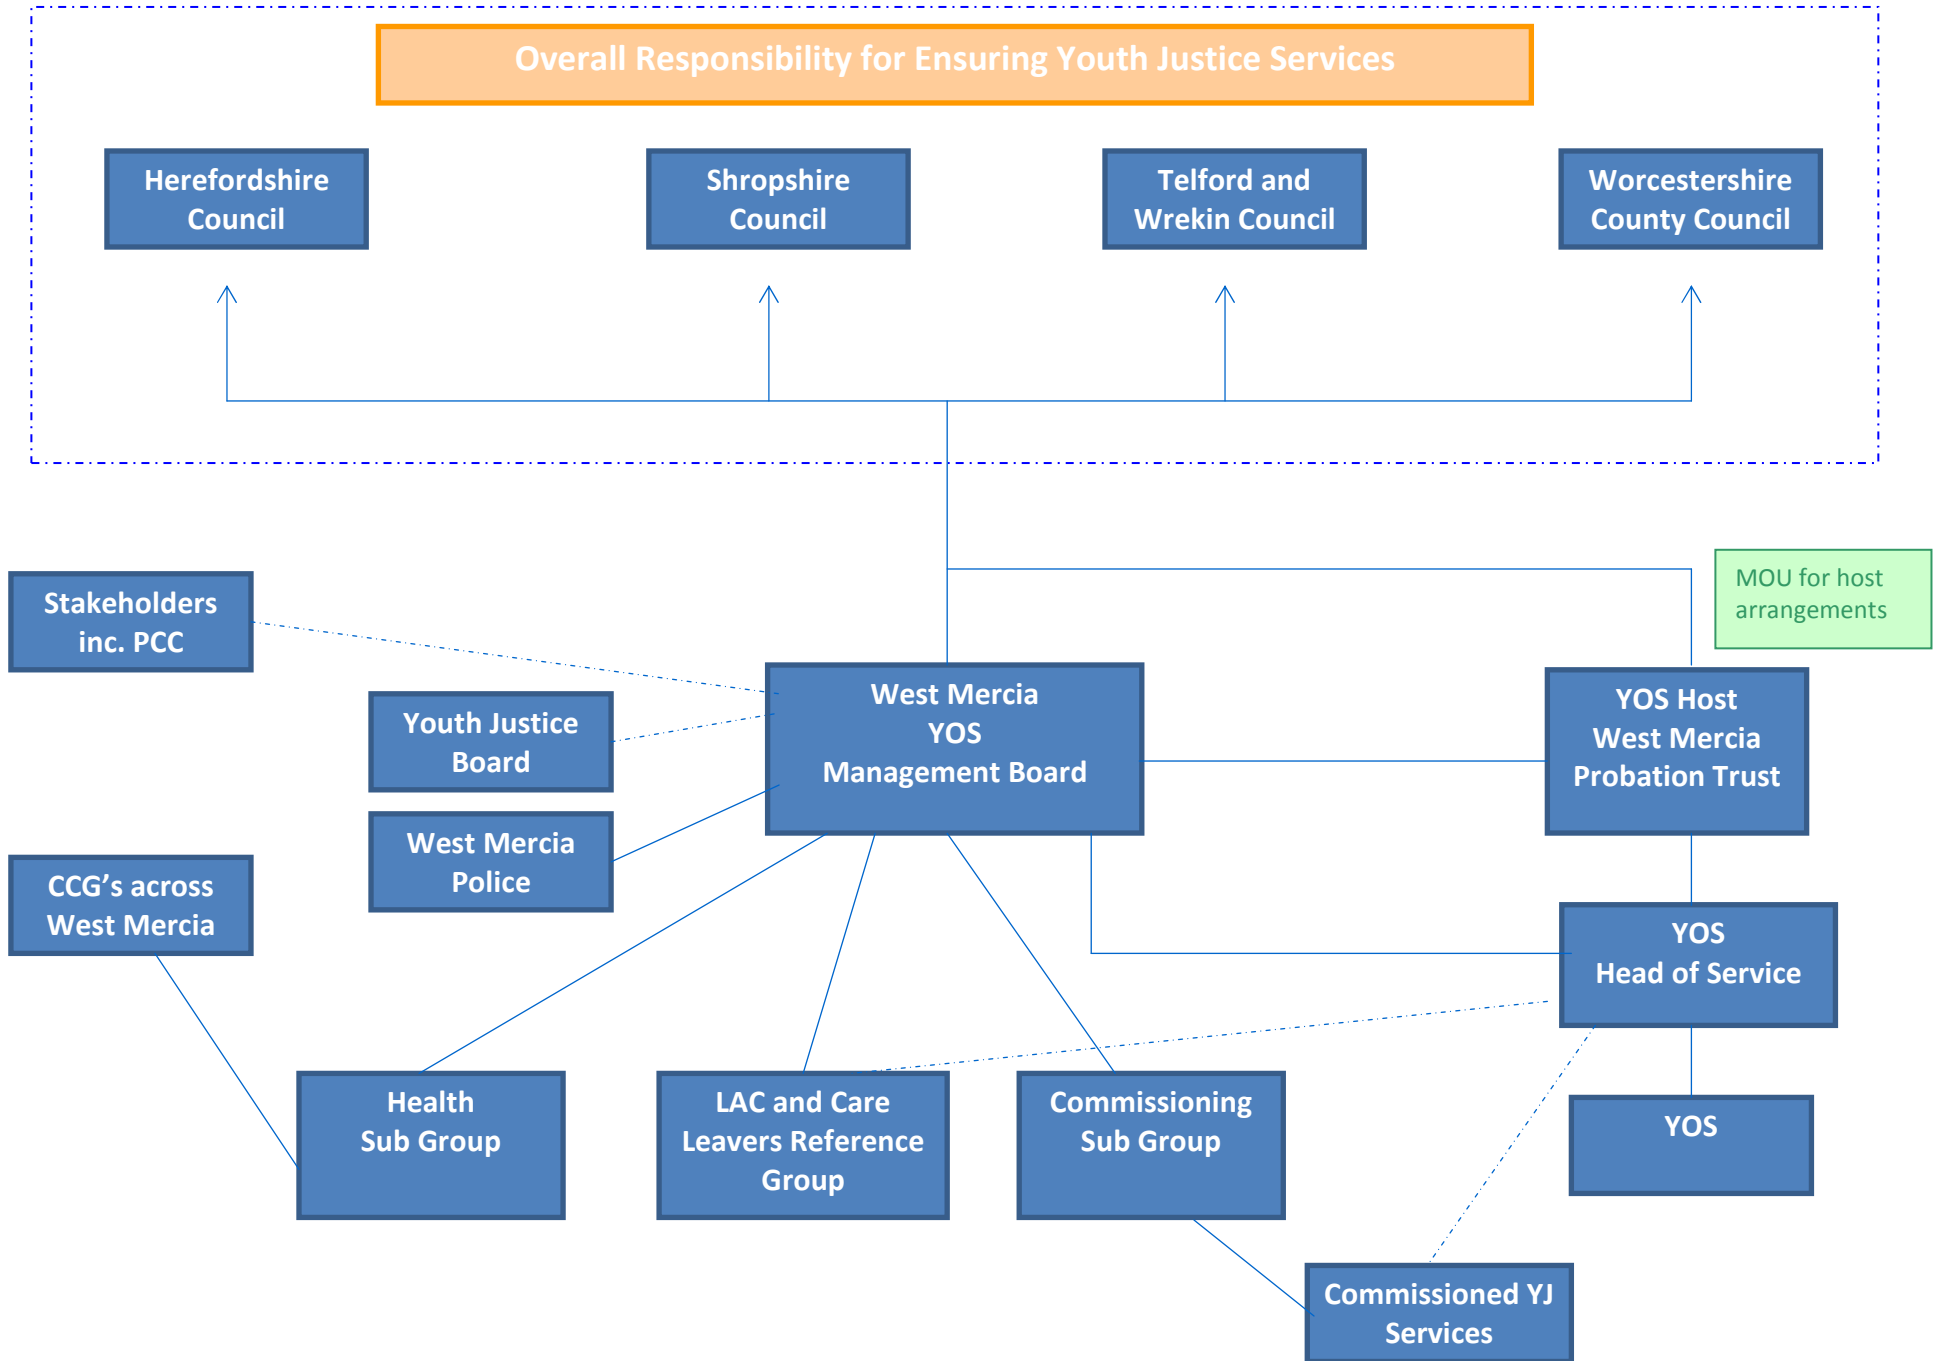 Overall Responsibility for Ensuring Youth Justice Services
Herefordshire
Council
Shropshire
Council
Telford and
Wrekin Council
Worcestershire
County Council
MOU for host
arrangements
Stakeholders
inc. PCC
Youth Justice
Board
West Mercia
YOS
Management Board
YOS Host
West Mercia
Probation Trust
West Mercia
Police
CCG’s across
West Mercia
YOS
Head of Service
Health
Sub Group
LAC and Care
Leavers Reference
Group
Commissioning
Sub Group
YOS
Commissioned YJ
Services